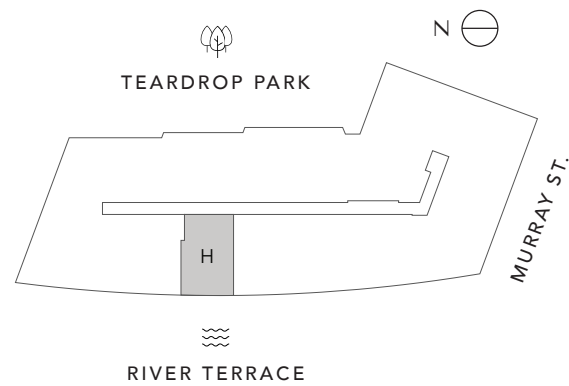 N
TEARDROP PARK
MURRAY ST.
H
RIVER TERRACE